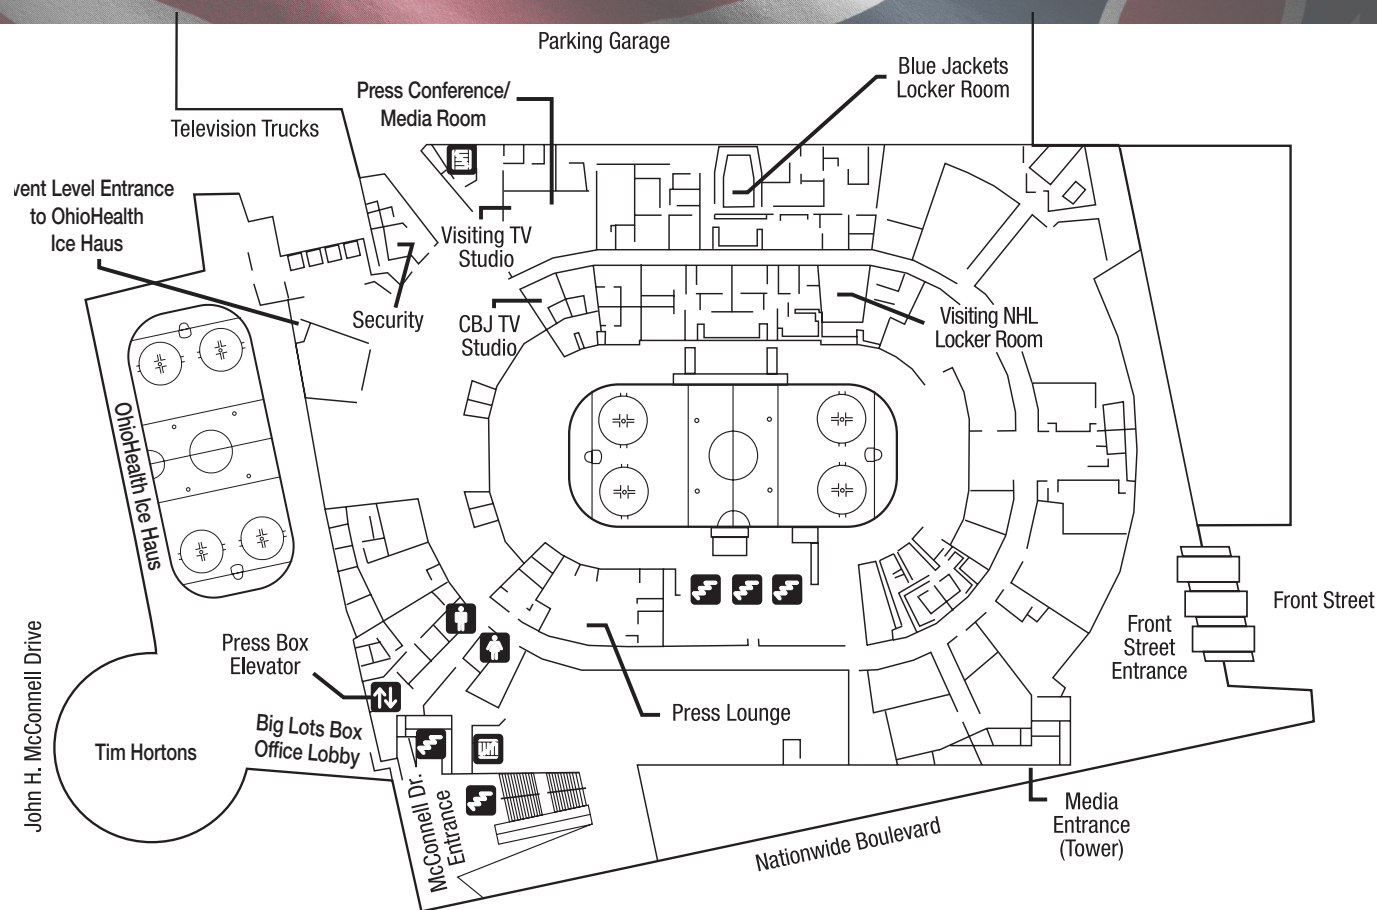 Parking Garage
Blue Jackets
Locker Room
Press Conference/
Media Room
Television Trucks
vent Level Entrance
to OhioHealth
Ice Haus
Visiting TV
Studio
Security
CBJ TV
Studio
Visiting NHL
Locker Room
OhioHealth Ice Haus
Front Street
Front
Street
Entrance
Press Box
Elevator
John H. McConnell Drive
Tim Hortons
Big Lots Box
Office Lobby
Press Lounge
McConnell Dr.
Entrance
Media
Entrance
(Tower)
Nationwide Boulevard